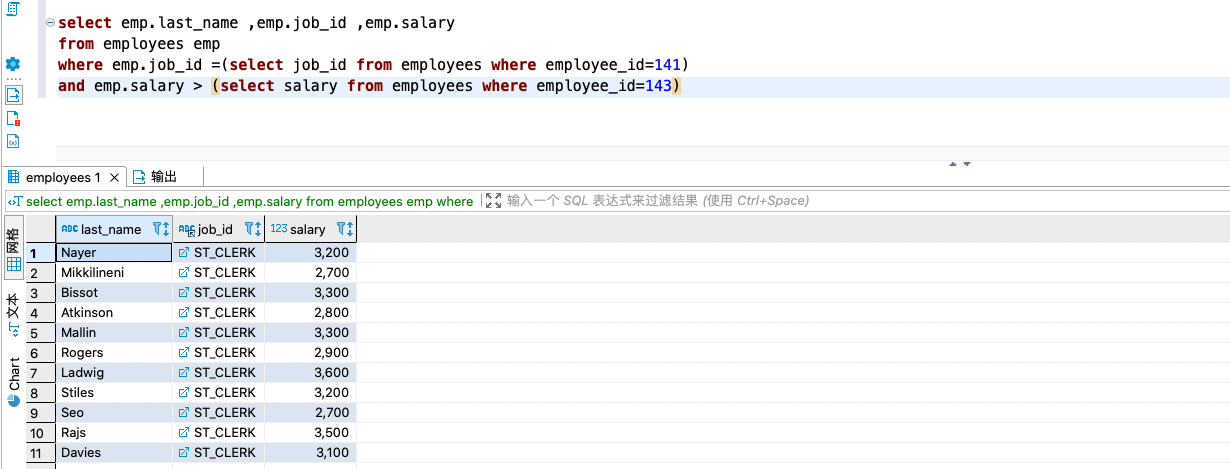 select emp.last_name ,emp.job_id ,emp.salary
from employees emp
where emp.job_id =(select job_id from employees where employee_id=141)
and emp.salary > (select salary from employees where employee_id=143)
employees 1 输出
select emp.last_name ,emp.job_id ,emp.salary from employees emp where 输入一个 SQL 表达式来过滤结果 (使用 Ctrl+Space)
网格
文本
Chart
ABC last_name ABC job_id 123 salary
1 Nayer ST_CLERK 3,200
2 Mikkilineni ST_CLERK 2,700
3 Bissot ST_CLERK 3,300
4 Atkinson ST_CLERK 2,800
5 Mallin ST_CLERK 3,300
6 Rogers ST_CLERK 2,900
7 Ladwig ST_CLERK 3,600
8 Stiles ST_CLERK 3,200
9 Seo ST_CLERK 2,700
10 Rajs ST_CLERK 3,500
11 Davies ST_CLERK 3,100